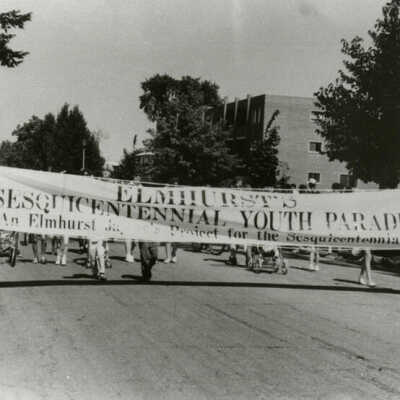 ELMHURST'S
SESQUICENTENNIAL YOUTH PARADE
An Elmhurst Project for the Sesquicentennial